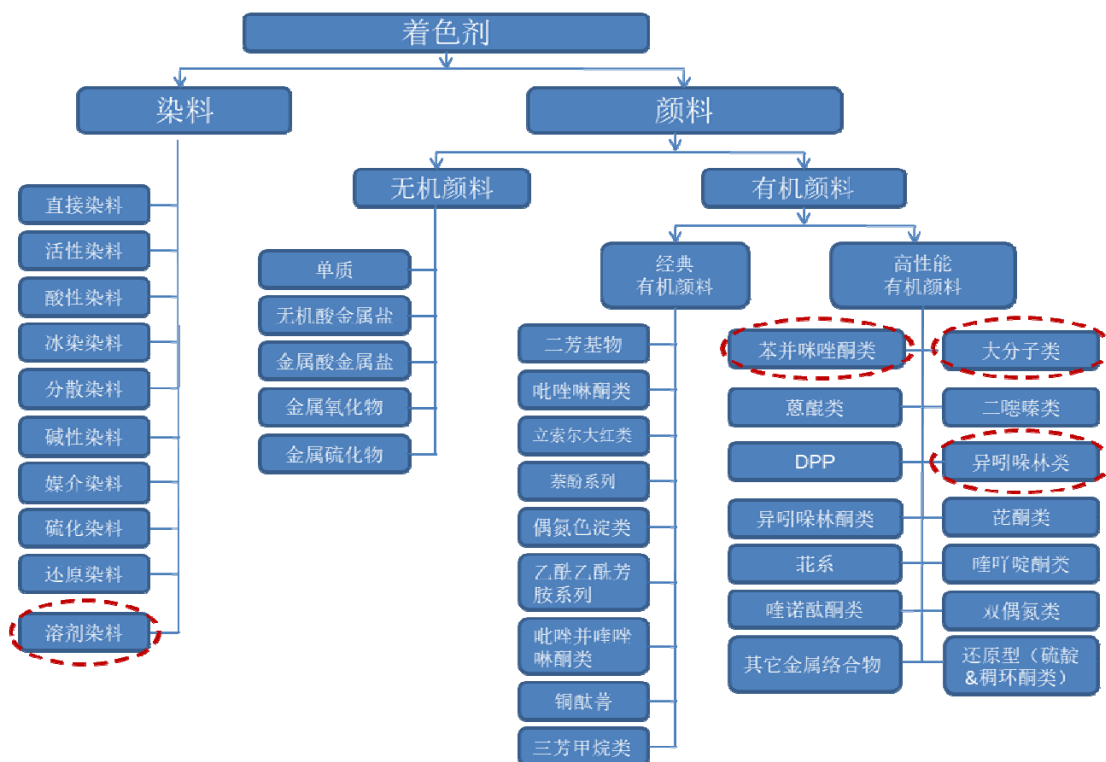 着色剂
染料
颜料
无机颜料
有机颜料
直接染料
活性染料
酸性染料
冰染染料
分散染料
碱性染料
媒介染料
硫化染料
还原染料
溶剂染料
单质
无机酸金属盐
金属酸金属盐
金属氧化物
金属硫化物
经典
有机颜料
高性能
有机颜料
二芳基物
吡唑啉酮类
立索尔大红类
萘酚系列
偶氮色淀类
乙酰乙酰芳
胺系列
吡唑并喹唑
啉酮类
铜酞菁
三芳甲烷类
苯并咪唑酮类
大分子类
蒽醌类
二噁嗪类
DPP
异吲哚林类
异吲哚林酮类
芘酮类
苝系
喹吖啶酮类
喹诺酞酮类
双偶氮类
其它金属络合物
还原型（硫靛
&稠环酮类）